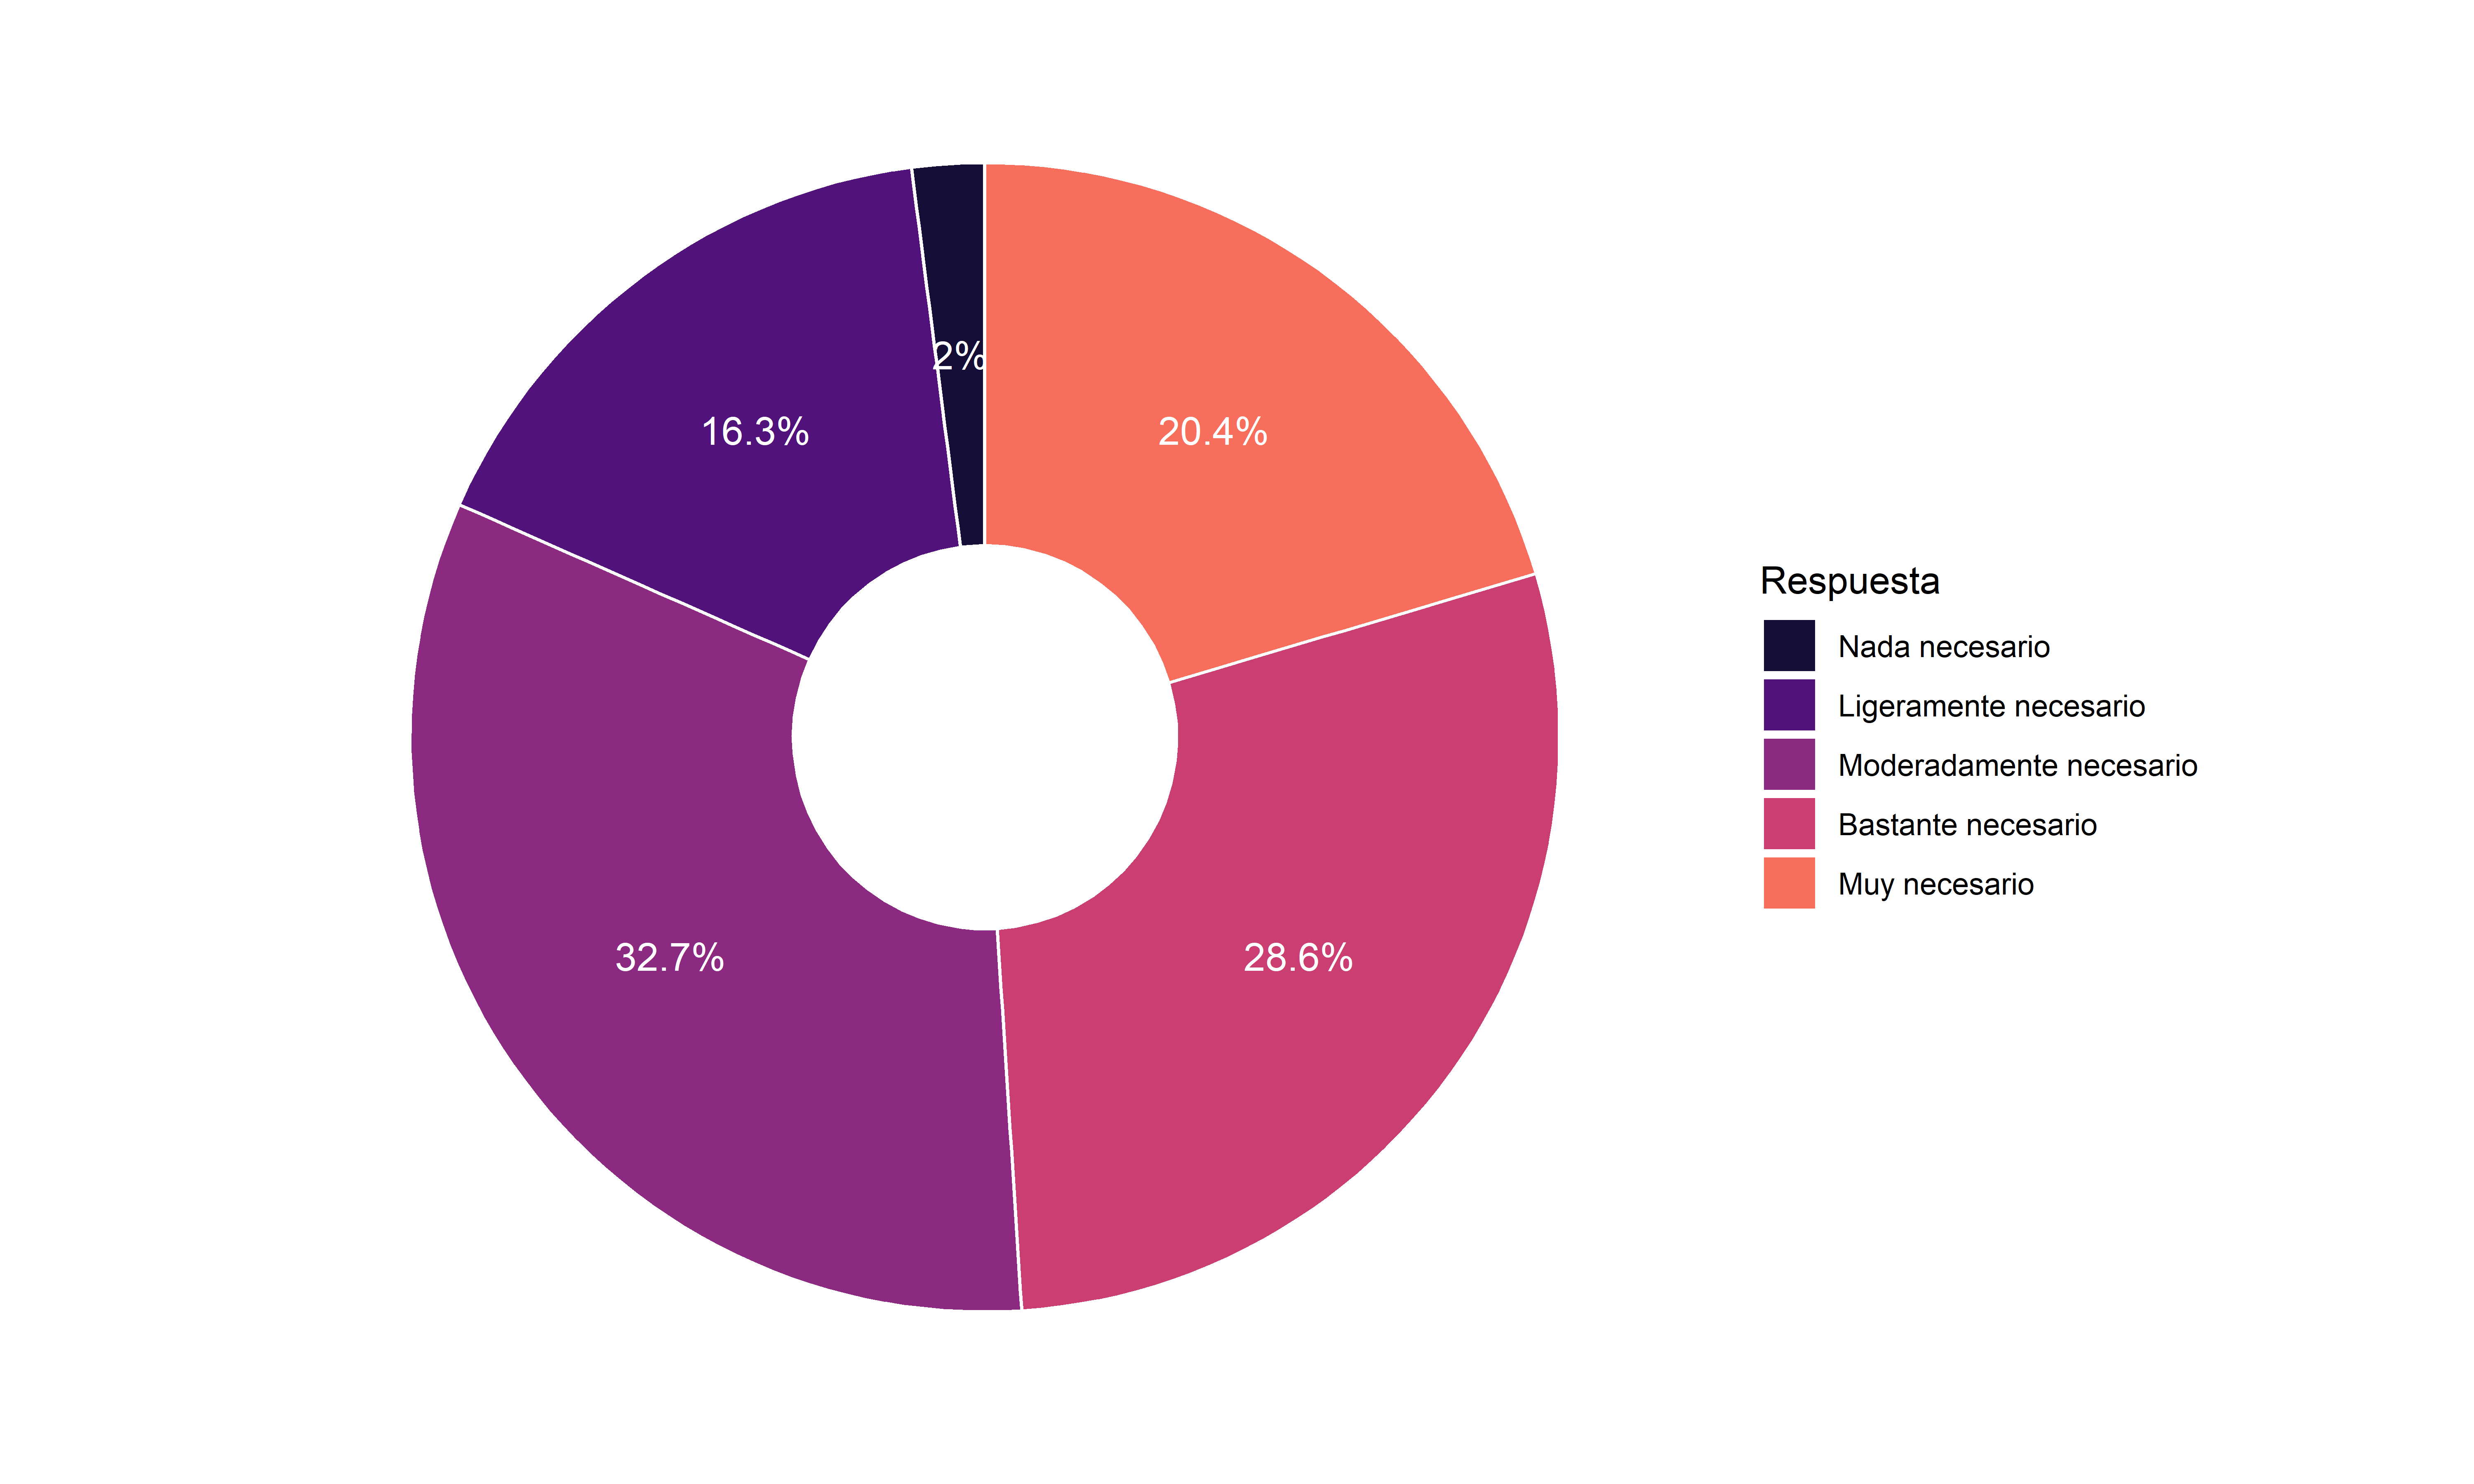 2%
16.3%
20.4%
32.7%
28.6%
Respuesta
Nada necesario
Ligeramente necesario
Moderadamente necesario
Bastante necesario
Muy necesario